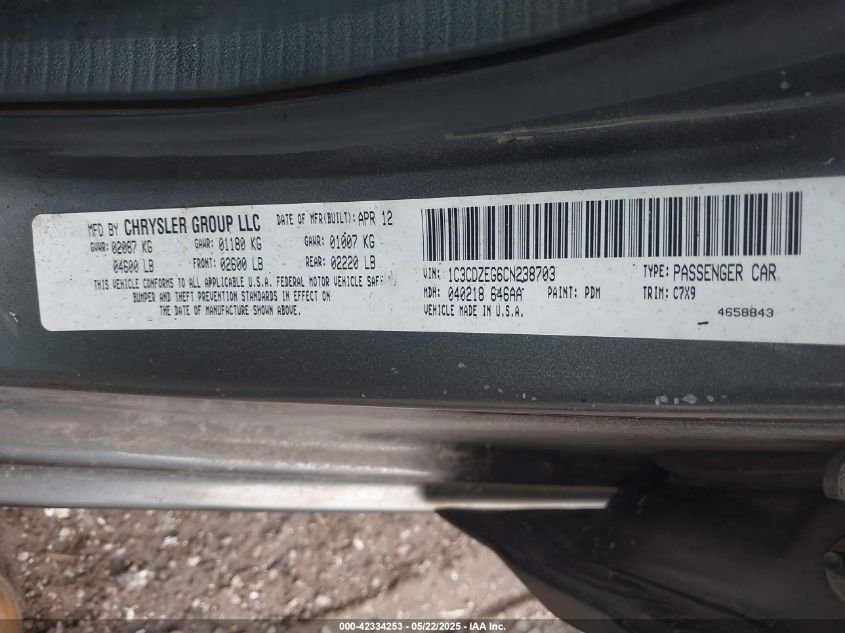 MFD BY CHRYSLER GROUP LLC DATE OF MFR(BUILT): APR 12
GVWR: 02087 KG GAWR: 01180 KG GAWR: 01007 KG
04600 LB FRONT: 02600 LB REAR: 02220 LB
THIS VEHICLE CONFORMS TO ALL APPLICABLE U.S.A. FEDERAL MOTOR VEHICLE
BUMPER AND THEFT PREVENTION STANDARDS IN EFFECT ON
THE DATE OF MANUFACTURE SHOWN ABOVE.
VIN: 1C3CDZEG6CN238703 TYPE: PASSENGER CAR
MDH: 040218 646AA PAINT: PDM TRIM: C7X9
VEHICLE MADE IN U.S.A. 4658843
000-42334253 - 05/22/2025 - IAA, Inc.